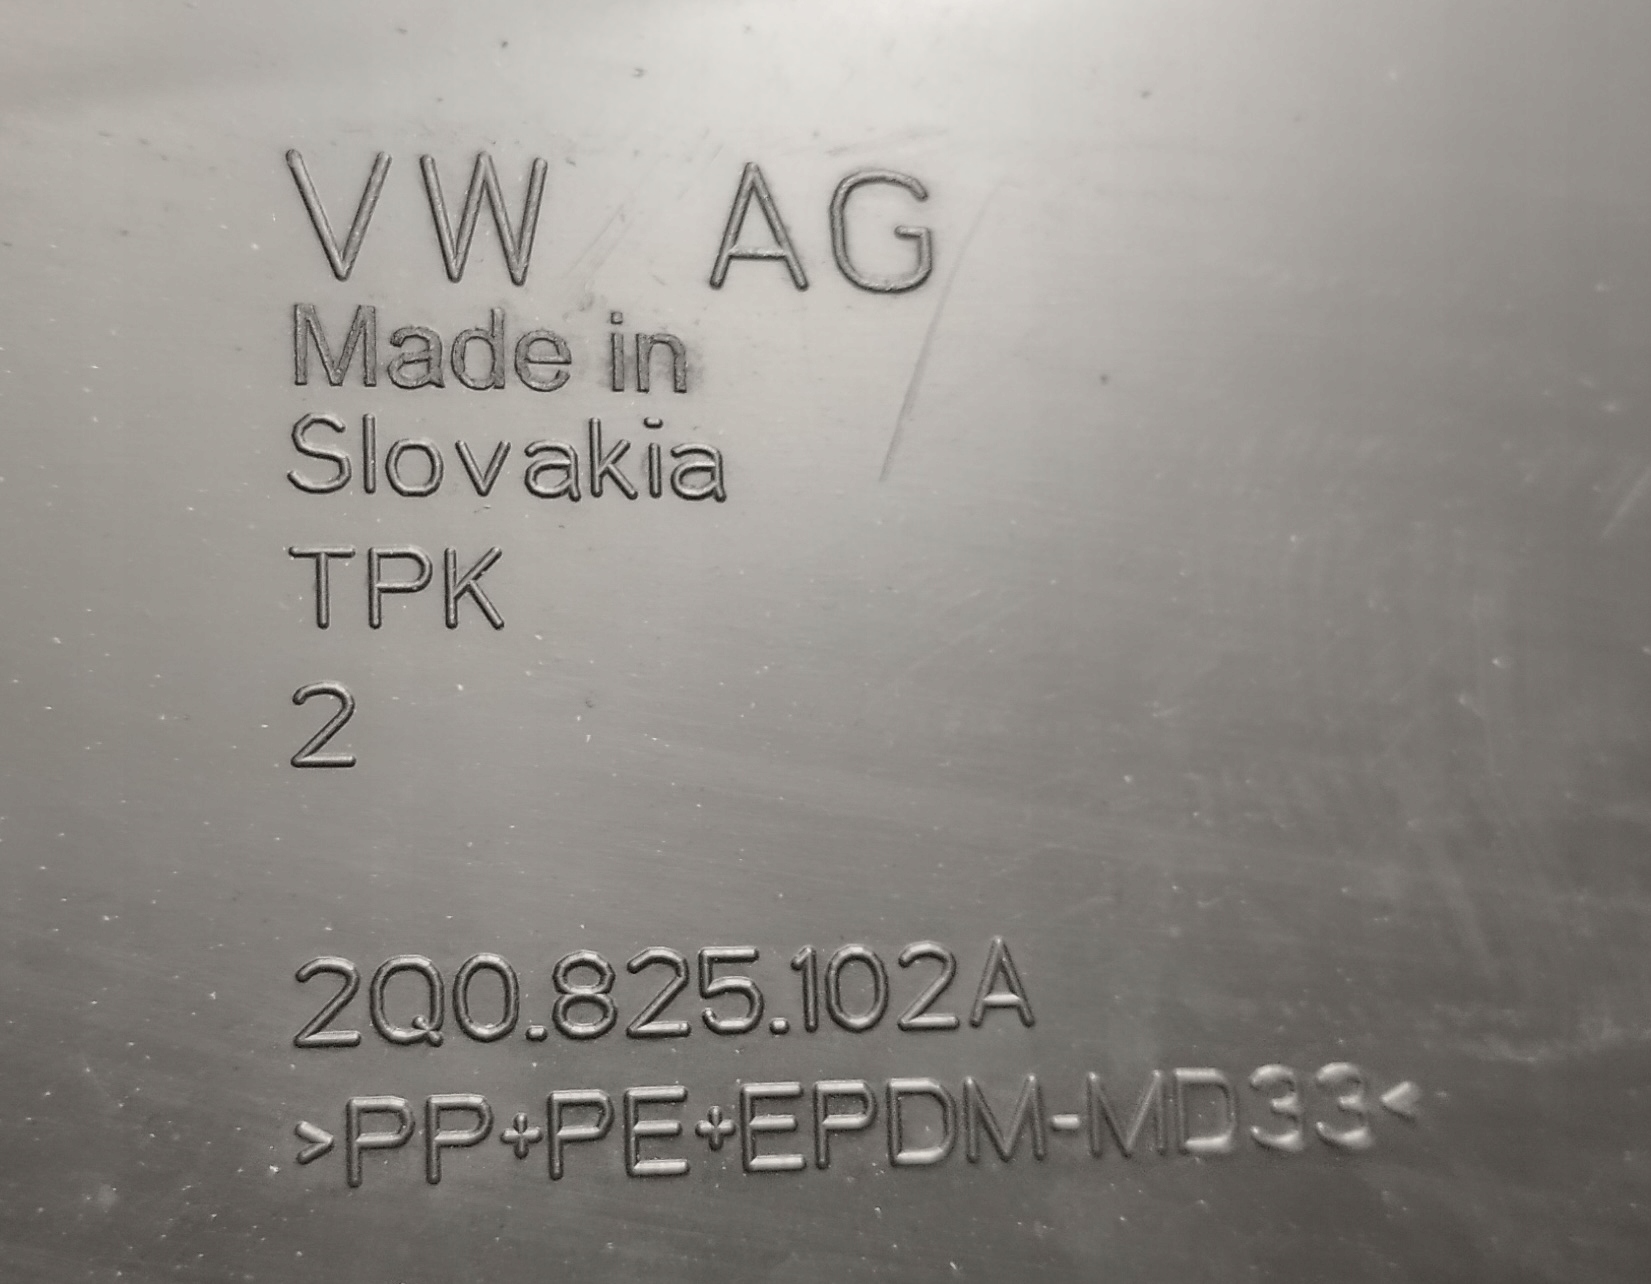 VW AG
Made in
Slovakia
TPK
2
2Q0.825.102A
>PP+PE+EPDM-MD33<